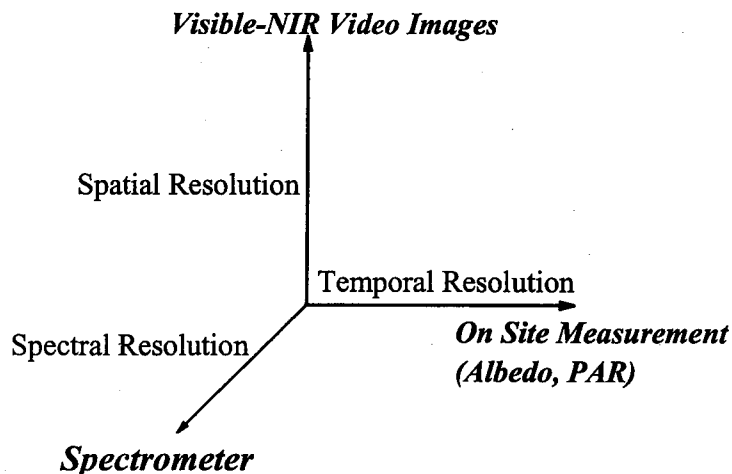 Visible-NIR Video Images
Spatial Resolution
Temporal Resolution
Spectral Resolution
On Site Measurement
(Albedo, PAR)
Spectrometer